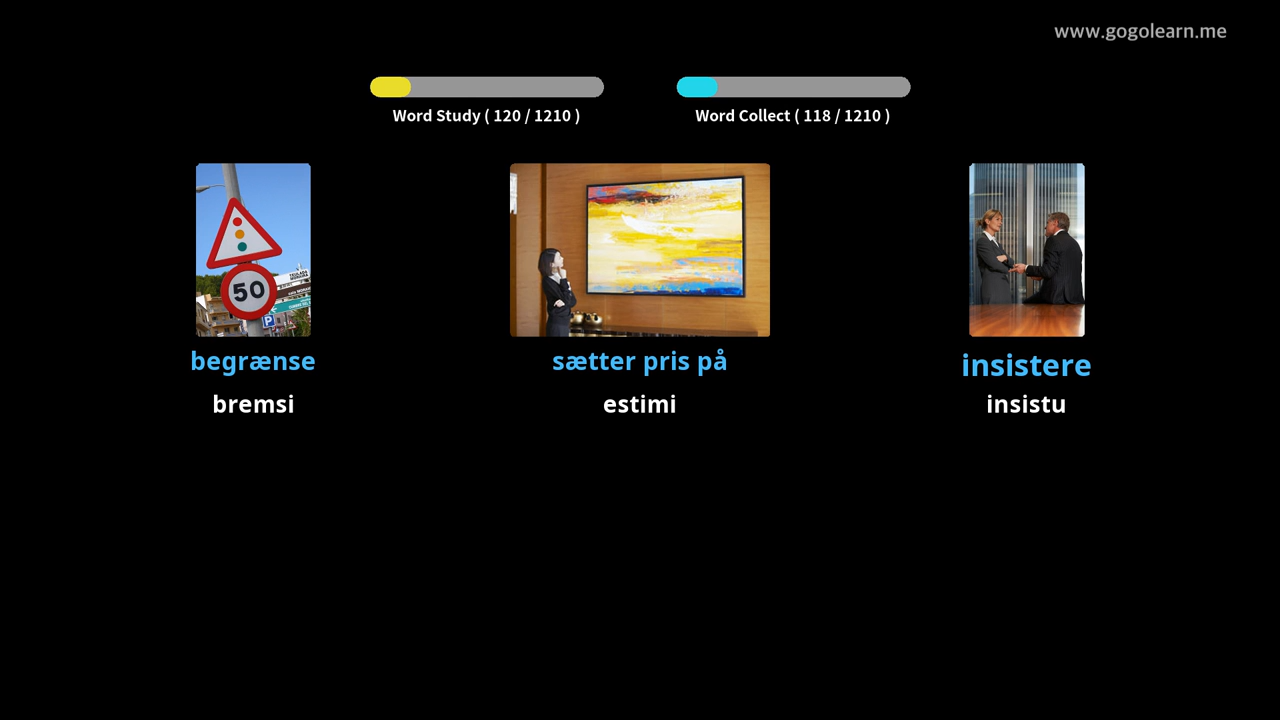 www.gogolearn.me
Word Study ( 120 / 1210 )
Word Collect ( 118 / 1210 )
50
P
begrænse
sætter pris på
insistere
bremsi
estimi
insistu